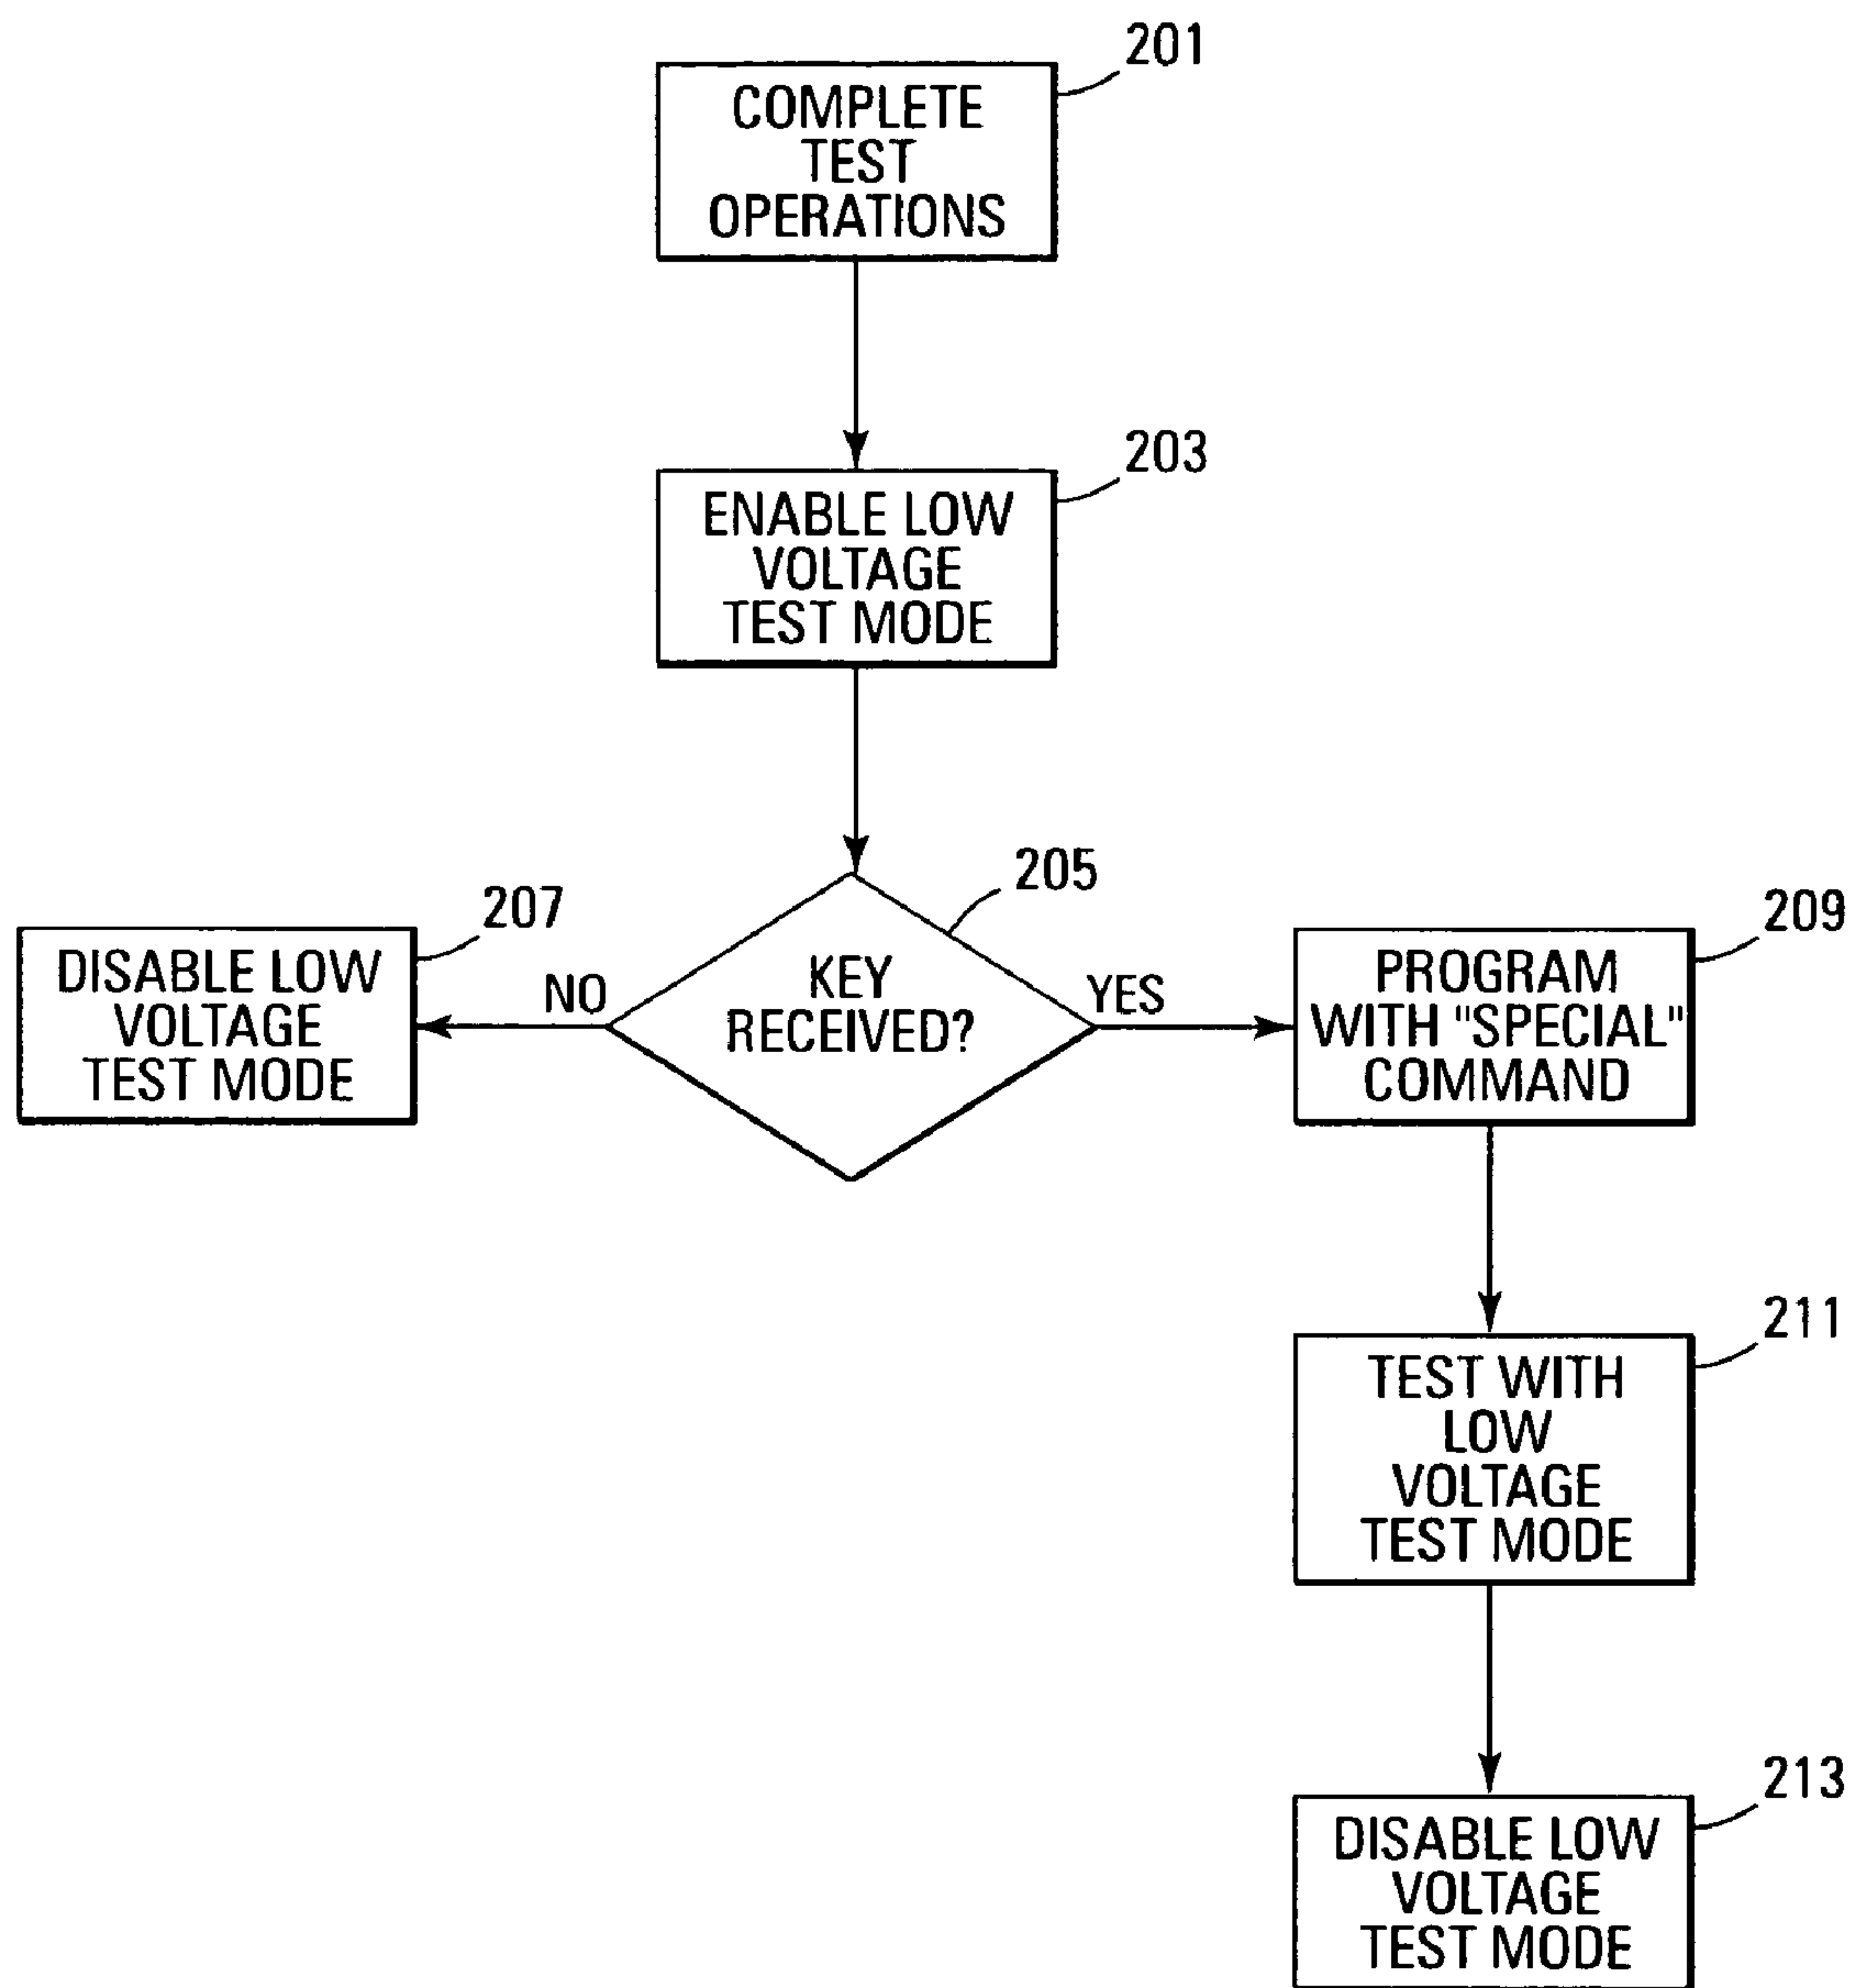 201
COMPLETE
TEST
OPERATIONS
203
ENABLE LOW
VOLTAGE
TEST MODE
205
KEY
RECEIVED?
NO
YES
207
DISABLE LOW
VOLTAGE
TEST MODE
209
PROGRAM
WITH "SPECIAL"
COMMAND
211
TEST WITH
LOW
VOLTAGE
TEST MODE
213
DISABLE LOW
VOLTAGE
TEST MODE